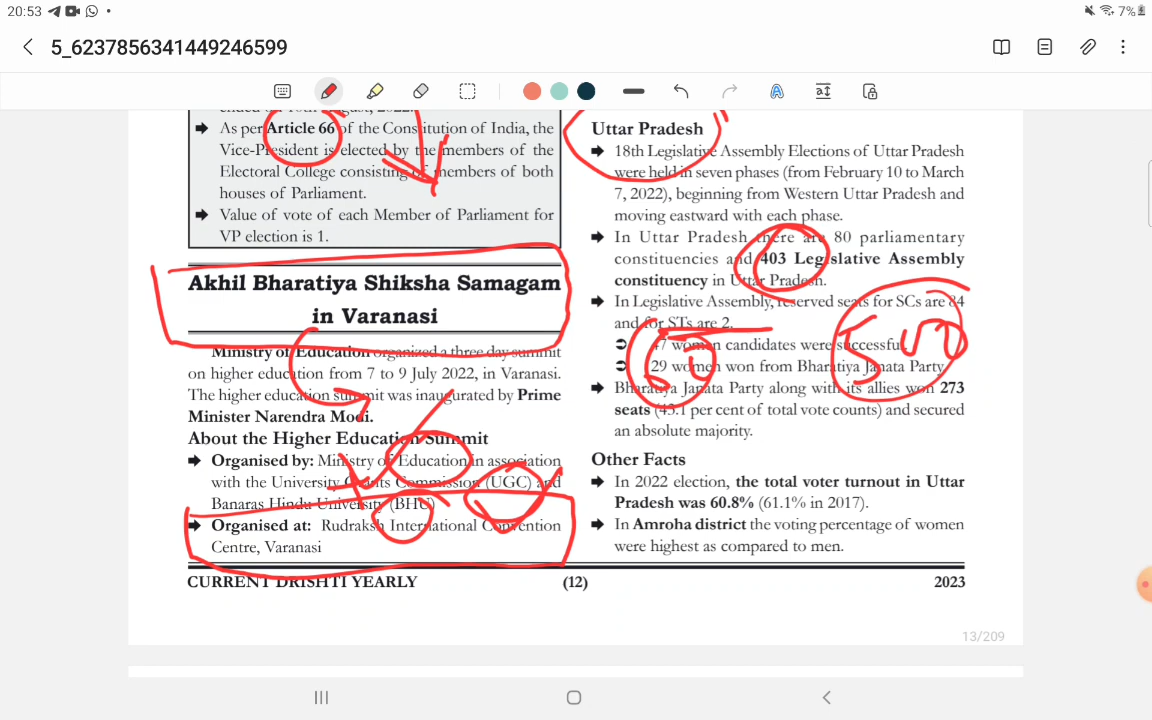 20:53
7%
5_6237856341449246599
As per Article 66 of the Constitution of India, the
Vice-President is elected by the members of the
Electoral College consisting of members of both
houses of Parliament.
Value of vote of each Member of Parliament for
VP election is 1.
Akhil Bharatiya Shiksha Samagam
in Varanasi
Ministry of Education organized a three day summit
on higher education from 7 to 9 July 2022, in Varanasi.
The higher education summit was inaugurated by Prime
Minister Narendra Modi.
About the Higher Education Summit
Organised by: Ministry of Education in association
with the University Grants Commission (UGC) and
Banaras Hindu University (BHU)
Organised at: Rudraksh International Convention
Centre, Varanasi
Uttar Pradesh
18th Legislative Assembly Elections of Uttar Pradesh
were held in seven phases (from February 10 to March
7, 2022), beginning from Western Uttar Pradesh and
moving eastward with each phase.
In Uttar Pradesh there are 80 parliamentary
constituencies and 403 Legislative Assembly
constituency in Uttar Pradesh.
In Legislative Assembly, reserved seats for SCs are 84
and for STs are 2.
47 women candidates were successful.
29 women won from Bharatiya Janata Party
Bharatiya Janata Party along with its allies won 273
seats (43.1 per cent of total vote counts) and secured
an absolute majority.
Other Facts
In 2022 election, the total voter turnout in Uttar
Pradesh was 60.8% (61.1% in 2017).
In Amroha district the voting percentage of women
were highest as compared to men.
CURRENT DRISHTI YEARLY (12) 2023
13/209